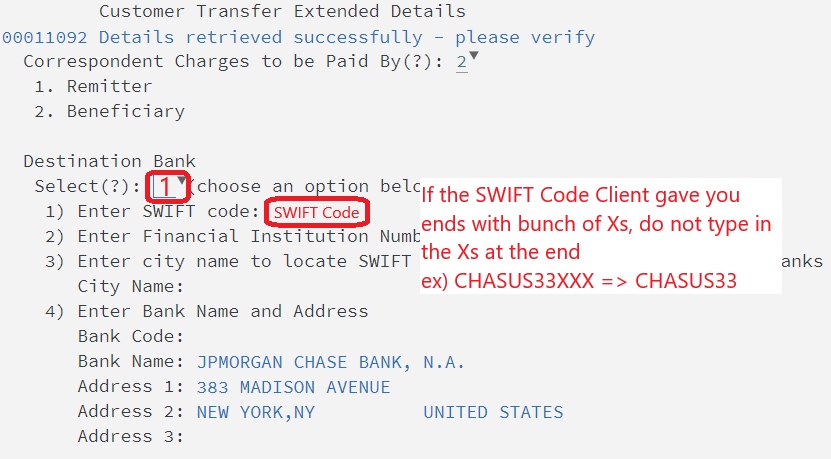 Customer Transfer Extended Details
00011092 Details retrieved successfully - please verify
Correspondent Charges to be Paid By(?): 2
1. Remitter
2. Beneficiary
Destination Bank
Select(?): 1 (choose an option belo
1) Enter SWIFT code: SWIFT Code
2) Enter Financial Institution Numb
3) Enter city name to locate SWIFT anks
City Name:
4) Enter Bank Name and Address
Bank Code:
Bank Name: JPMORGAN CHASE BANK, N.A.
Address 1: 383 MADISON AVENUE
Address 2: NEW YORK,NY UNITED STATES
Address 3:
If the SWIFT Code Client gave you
ends with bunch of Xs, do not type in
the Xs at the end
ex) CHASUS33XXX => CHASUS33